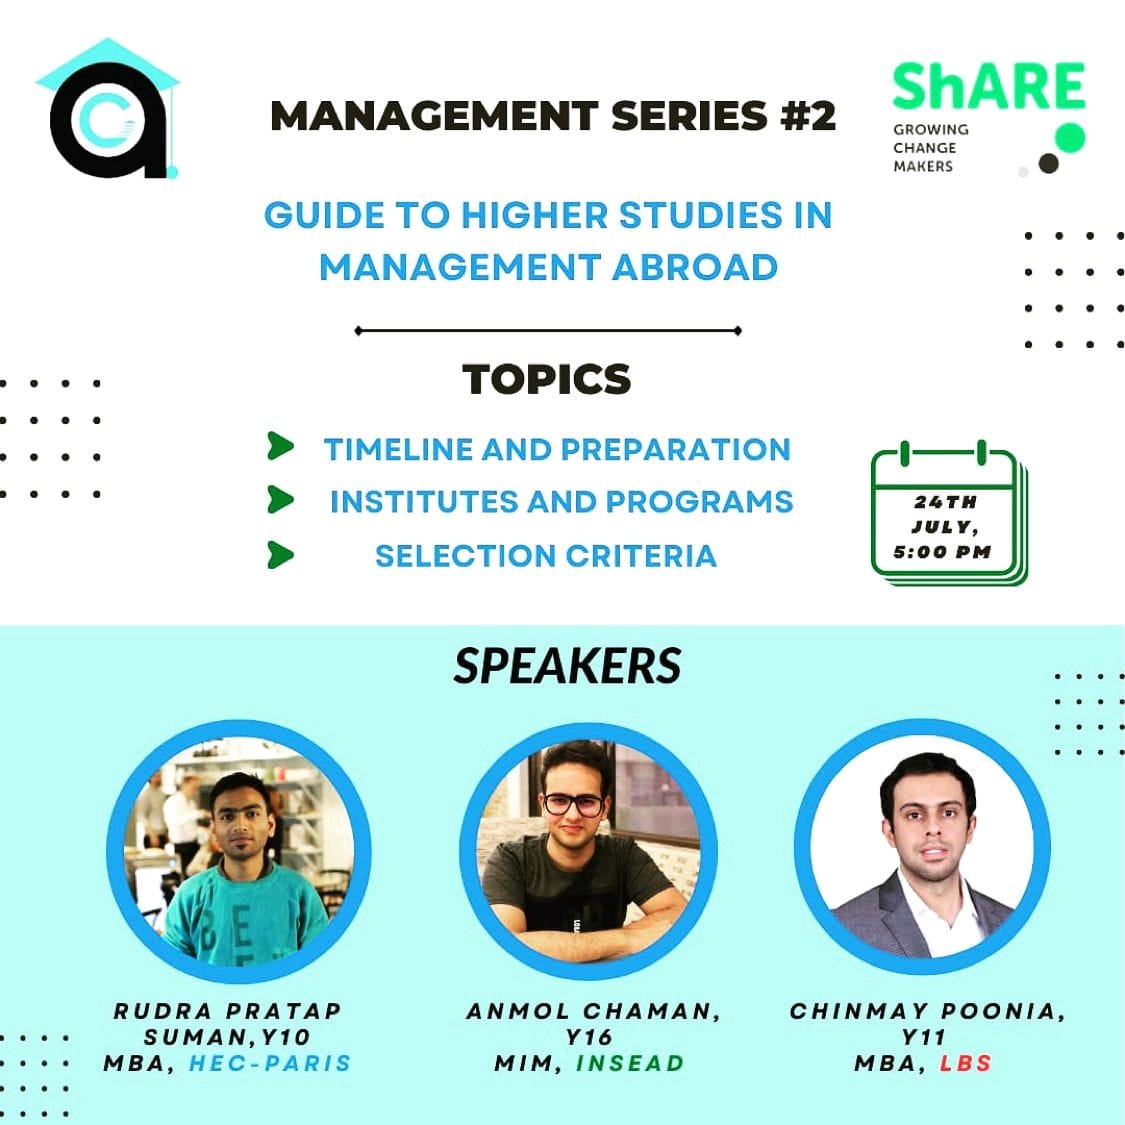 MANAGEMENT SERIES #2
ShARE
GROWING
CHANGE
MAKERS
GUIDE TO HIGHER STUDIES IN
MANAGEMENT ABROAD
TOPICS
TIMELINE AND PREPARATION
INSTITUTES AND PROGRAMS
SELECTION CRITERIA
24TH
JULY,
5:00 PM
SPEAKERS
BE
RUDRA PRATAP
SUMAN,Y10
MBA, HEC-PARIS
ANMOL CHAMAN,
Y16
MIM, INSEAD
CHINMAY POONIA,
Y11
MBA, LBS